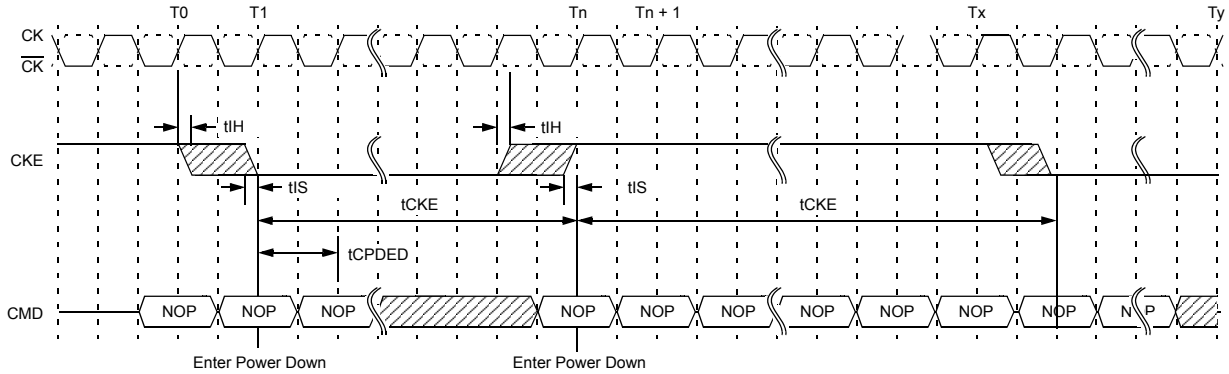 T0 T1 Tn Tn + 1 Tx Ty
CK
CK
tIH tIH
CKE
tIS tIS
tCKE tCKE
tCPDED
CMD NOP NOP NOP NOP NOP NOP NOP NOP NOP NOP
Enter Power Down Enter Power Down